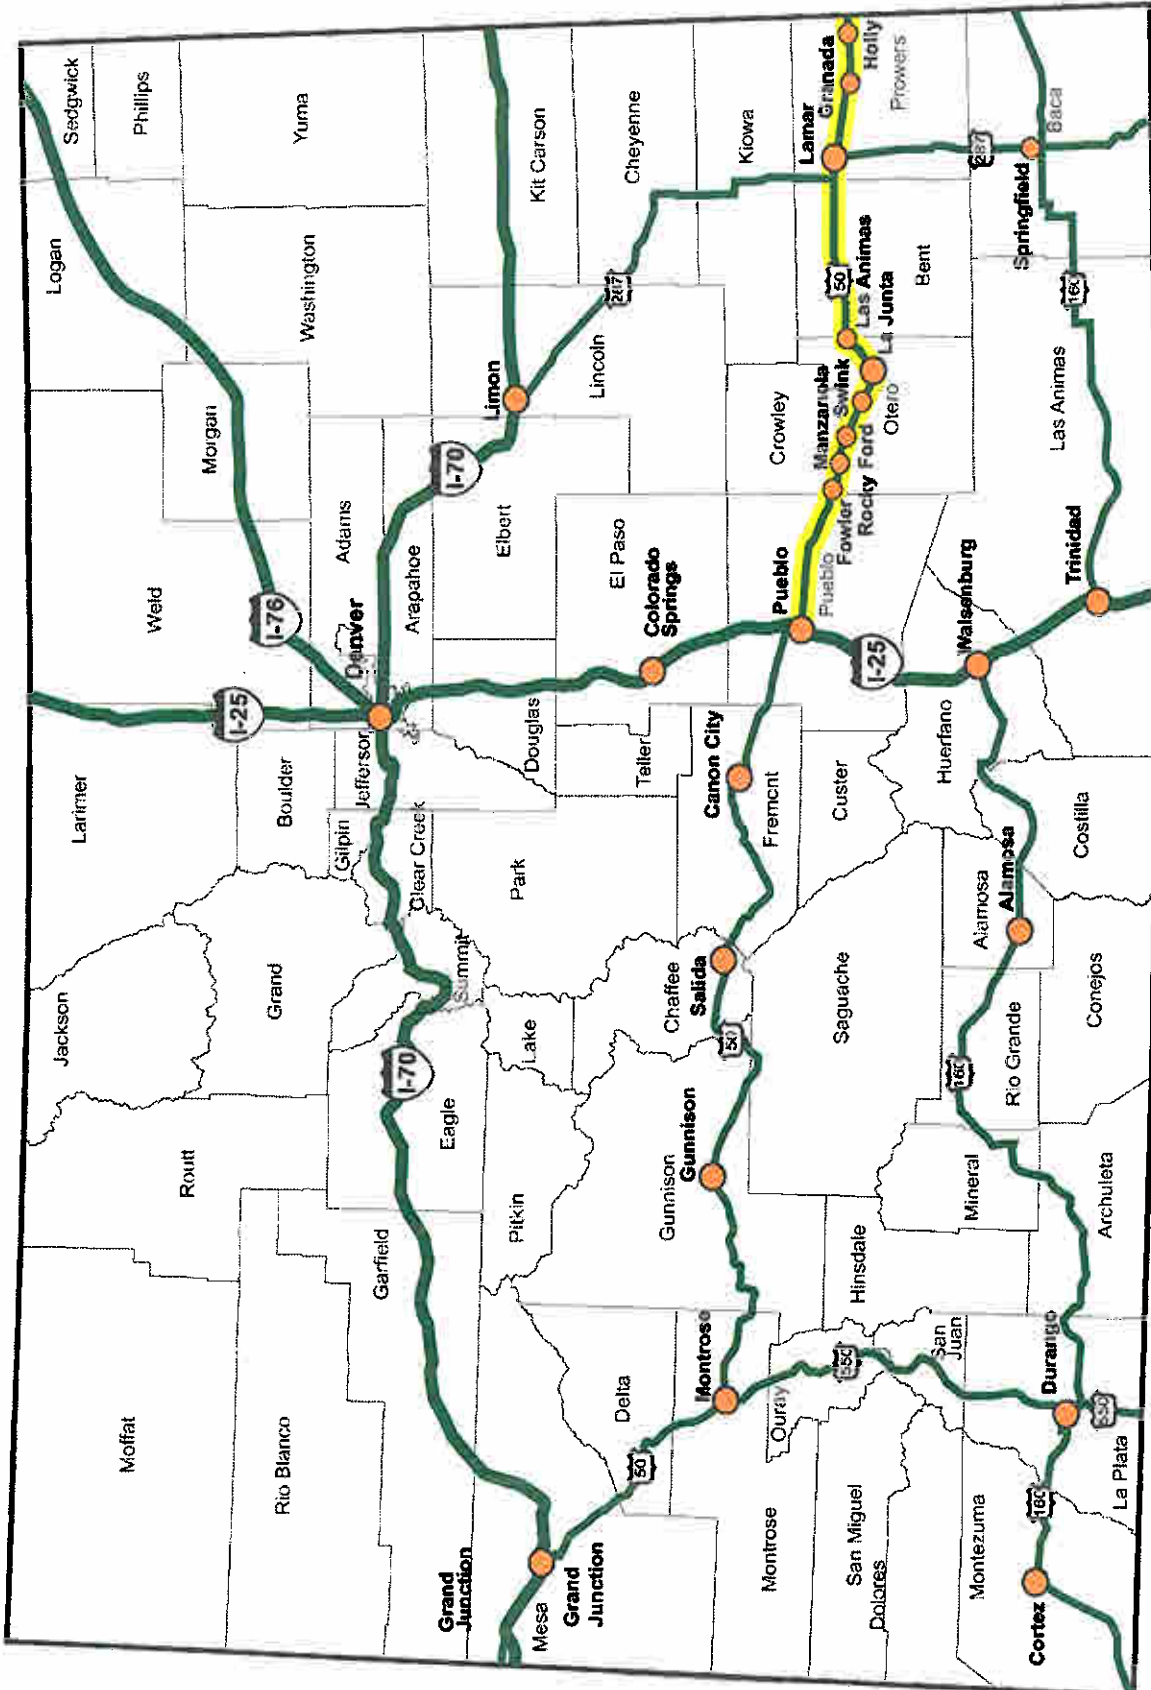 Moffat
Routt
Jackson
Larimer
Weld
Logan
Sedgwick
Phillips
Rio Blanco
Grand
Boulder
Morgan
Washington
Yuma
I-25
I-76
Garfield
Eagle
I-70
Summit
Gilpin
Clear Creek
Jefferson
Denver
Adams
Arapahoe
I-70
Grand
Junction
Mesa
Grand
Junction
Pitkin
Lake
Park
Douglas
Elbert
Limon
Lincoln
Kit Carson
Cheyenne
287
Delta
50
Gunnison
Gunnison
Chaffee
Salida
50
Teller
El Paso
Colorado
Springs
Montrose
Montrose
Ouray
Canon City
Fremont
Pueblo
Pueblo
Crowley
Kiowa
Fowler
Manzanola
Rocky Ford
Swink
La Junta
Otero
Las Animas
50
Bent
Lamar
Granada
Holly
Prowers
San Miguel
Dolores
550
Hinsdale
San
Juan
Saguache
Custer
I-25
Huerfano
Walsenburg
287
Montezuma
Cortez
160
Durango
550
La Plata
Mineral
160
Rio Grande
Alamosa
Alamosa
Archuleta
Conejos
Costilla
Trinidad
Las Animas
160
Springfield
Baca